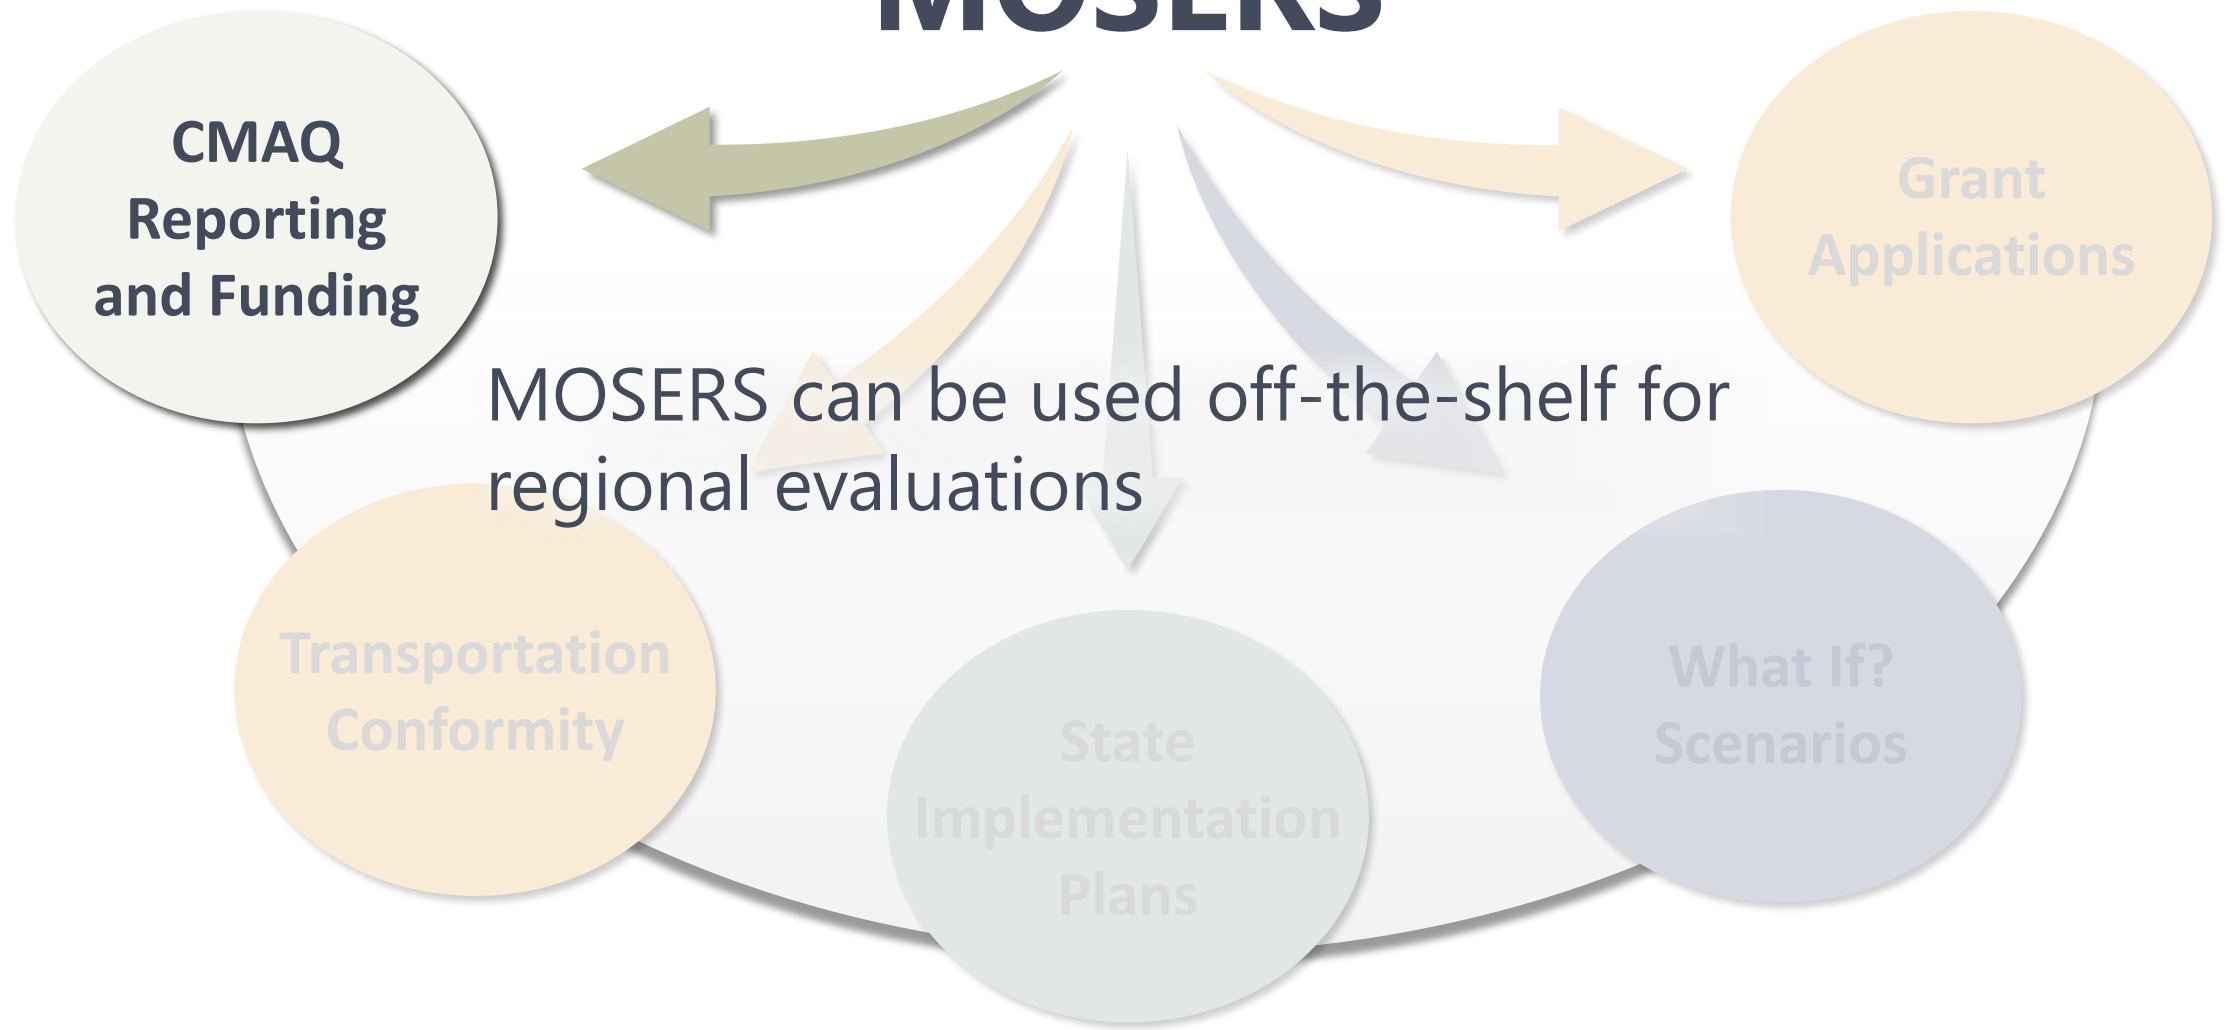 MOSERS
CMAQ
Reporting
and Funding
Grant
Applications
MOSERS can be used off-the-shelf for
regional evaluations
Transportation
Conformity
State
Implementation
Plans
What If?
Scenarios